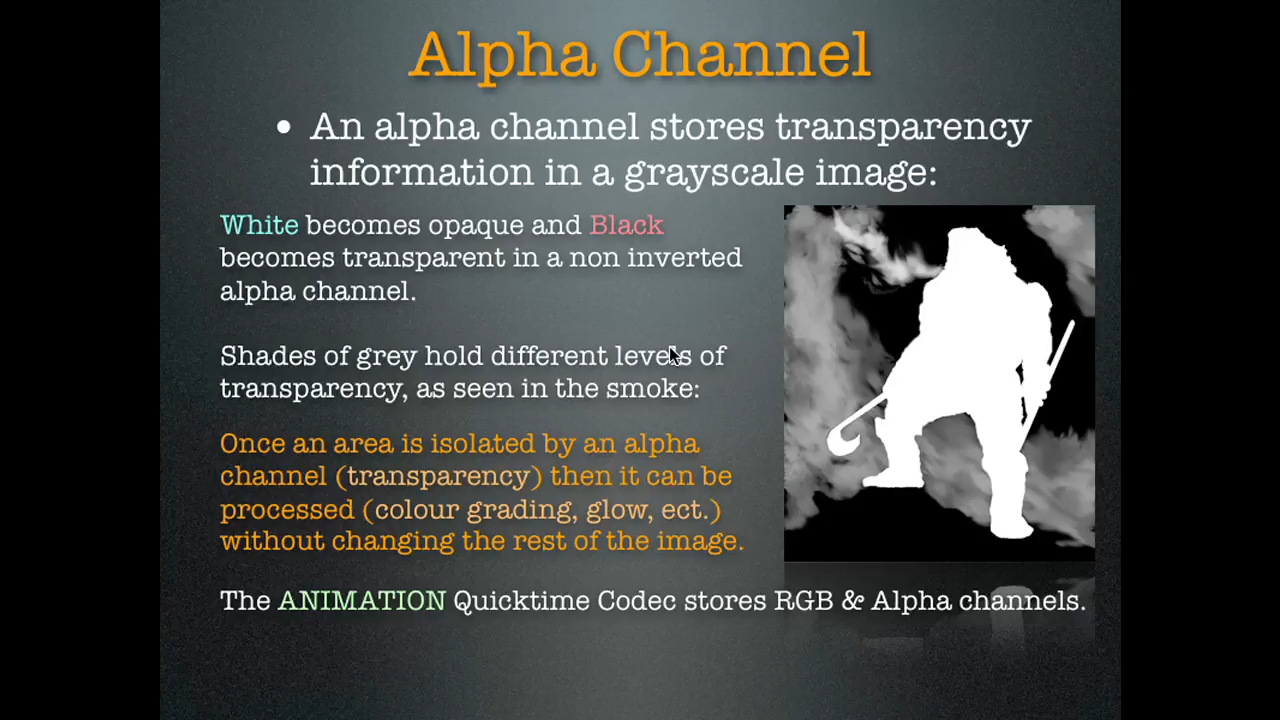 Alpha Channel
• An alpha channel stores transparency
information in a grayscale image:
White becomes opaque and Black
becomes transparent in a non inverted
alpha channel.
Shades of grey hold different levels of
transparency, as seen in the smoke:
Once an area is isolated by an alpha
channel (transparency) then it can be
processed (colour grading, glow, ect.)
without changing the rest of the image.
The ANIMATION Quicktime Codec stores RGB & Alpha channels.